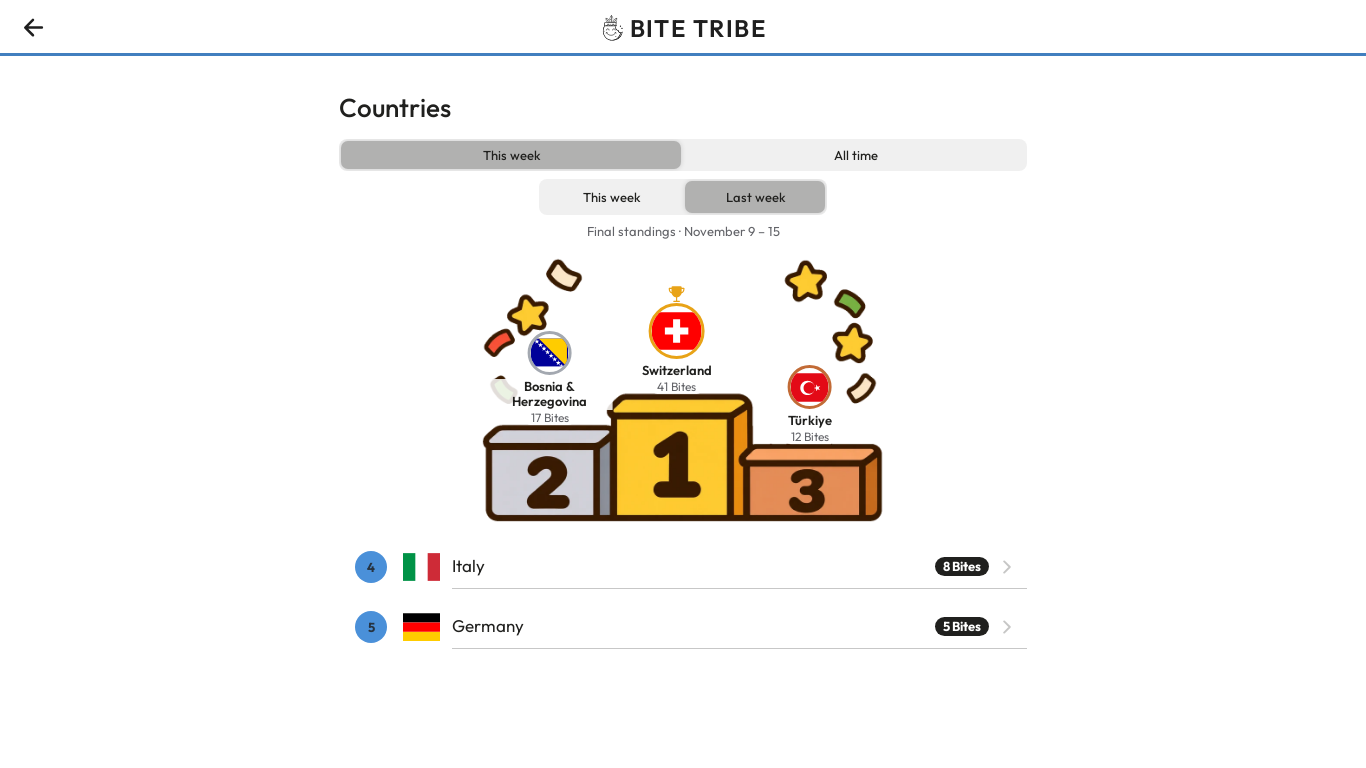 BITE TRIBE
Countries
This week
All time
This week
Last week
Final standings · November 9 – 15
Switzerland
41 Bites
Bosnia &
Herzegovina
17 Bites
Türkiye
12 Bites
2
1
3
4
Italy
8 Bites
5
Germany
5 Bites